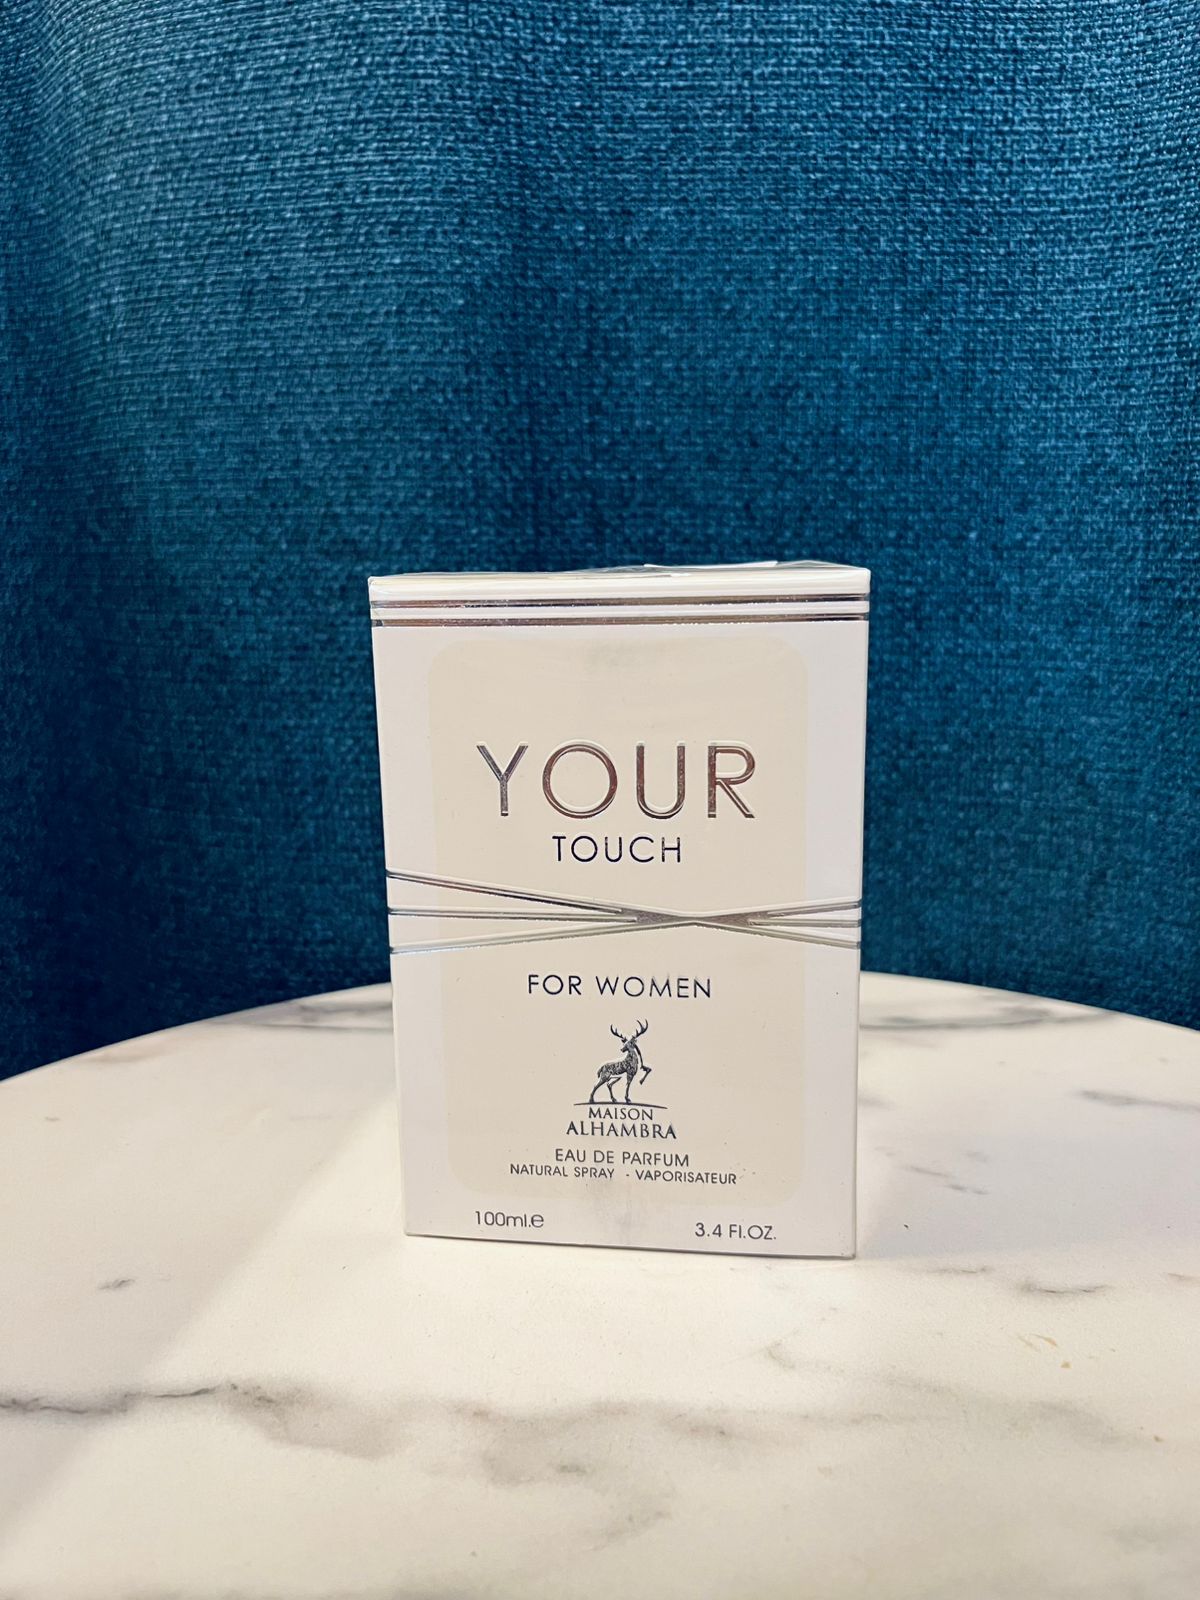 YOUR
TOUCH
FOR WOMEN
MAISON
ALHAMBRA
EAU DE PARFUM
NATURAL SPRAY - VAPORISATEUR
100ml.e
3.4 Fl.OZ.